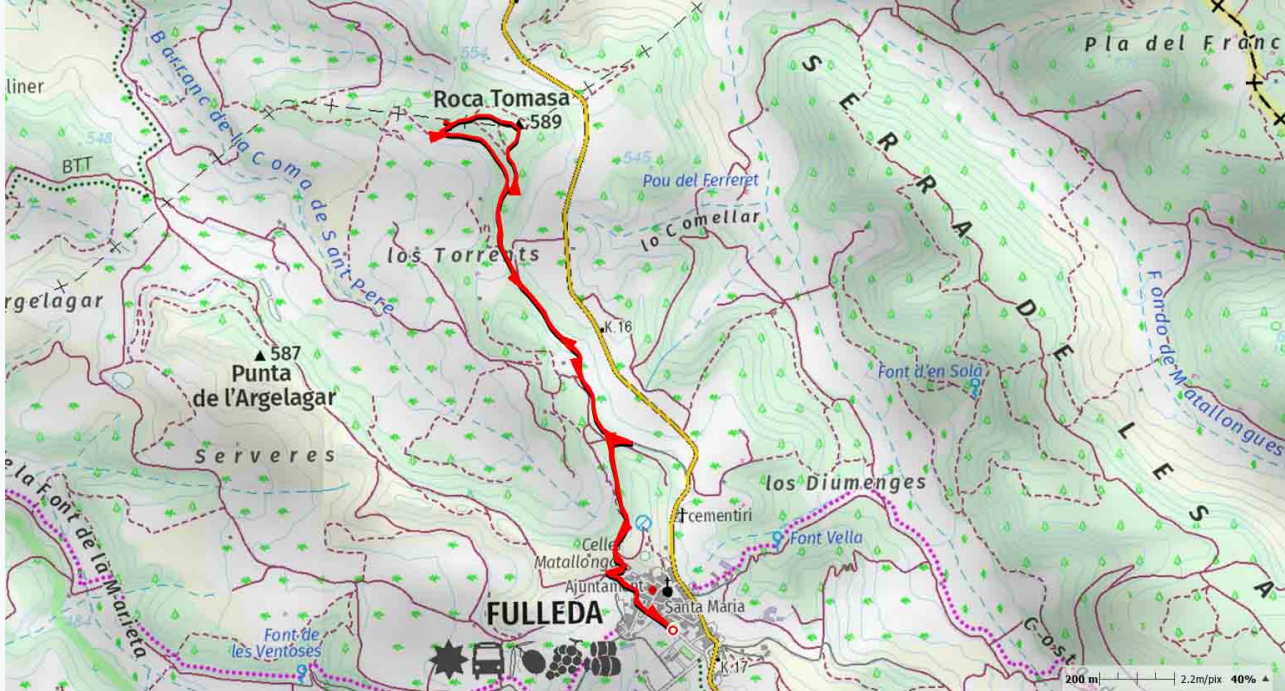 Barranc de la Coma de Sant Pere
554
Pla del Franc
liner
Roca Tomasa
589
548
BTT
545
Pou del Ferreret
lo Comellar
los Torrents
SERRA DE LES A
rgelagar
K.16
587
Punta
de l'Argelagar
Font d'en Solà
Fondo de Matallongues
Serveres
e la Font de la Marieta
los Diumenges
cementiri
Font Vella
Celler
Matallonga
Ajuntament
Santa Maria
FULLEDA
484
Font de
les Ventoses
K.17
Cost
200 m 2.2m/pix 40%